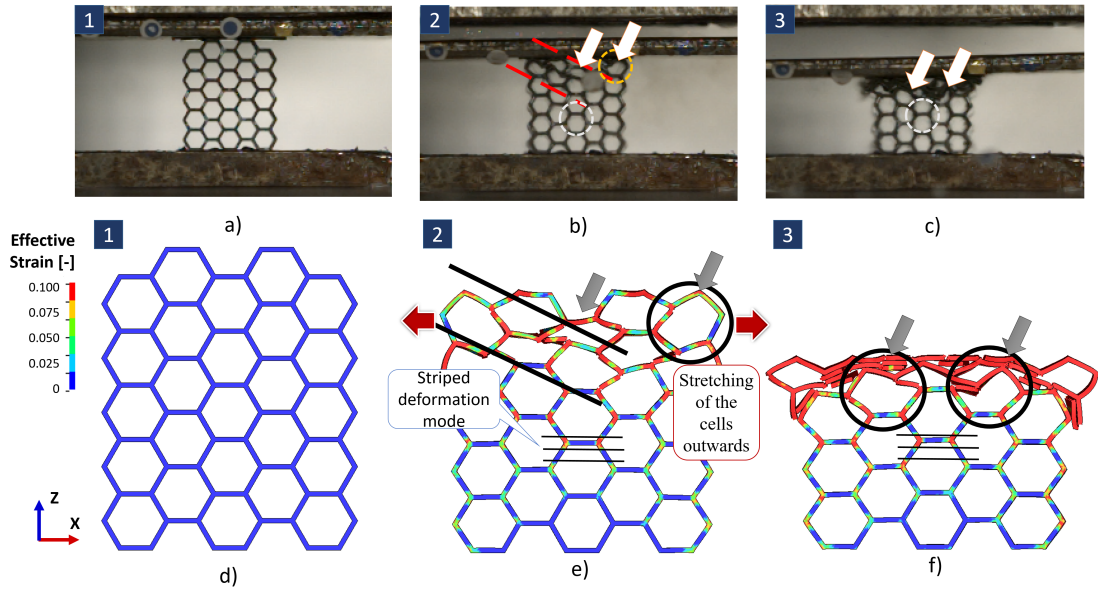 1
2
3
a)
b)
c)
Effective
Strain [-]
0.100
0.075
0.050
0.025
0
1
2
3
Striped
deformation
mode
Stretching
of the
cells
outwards
Z
X
d)
e)
f)